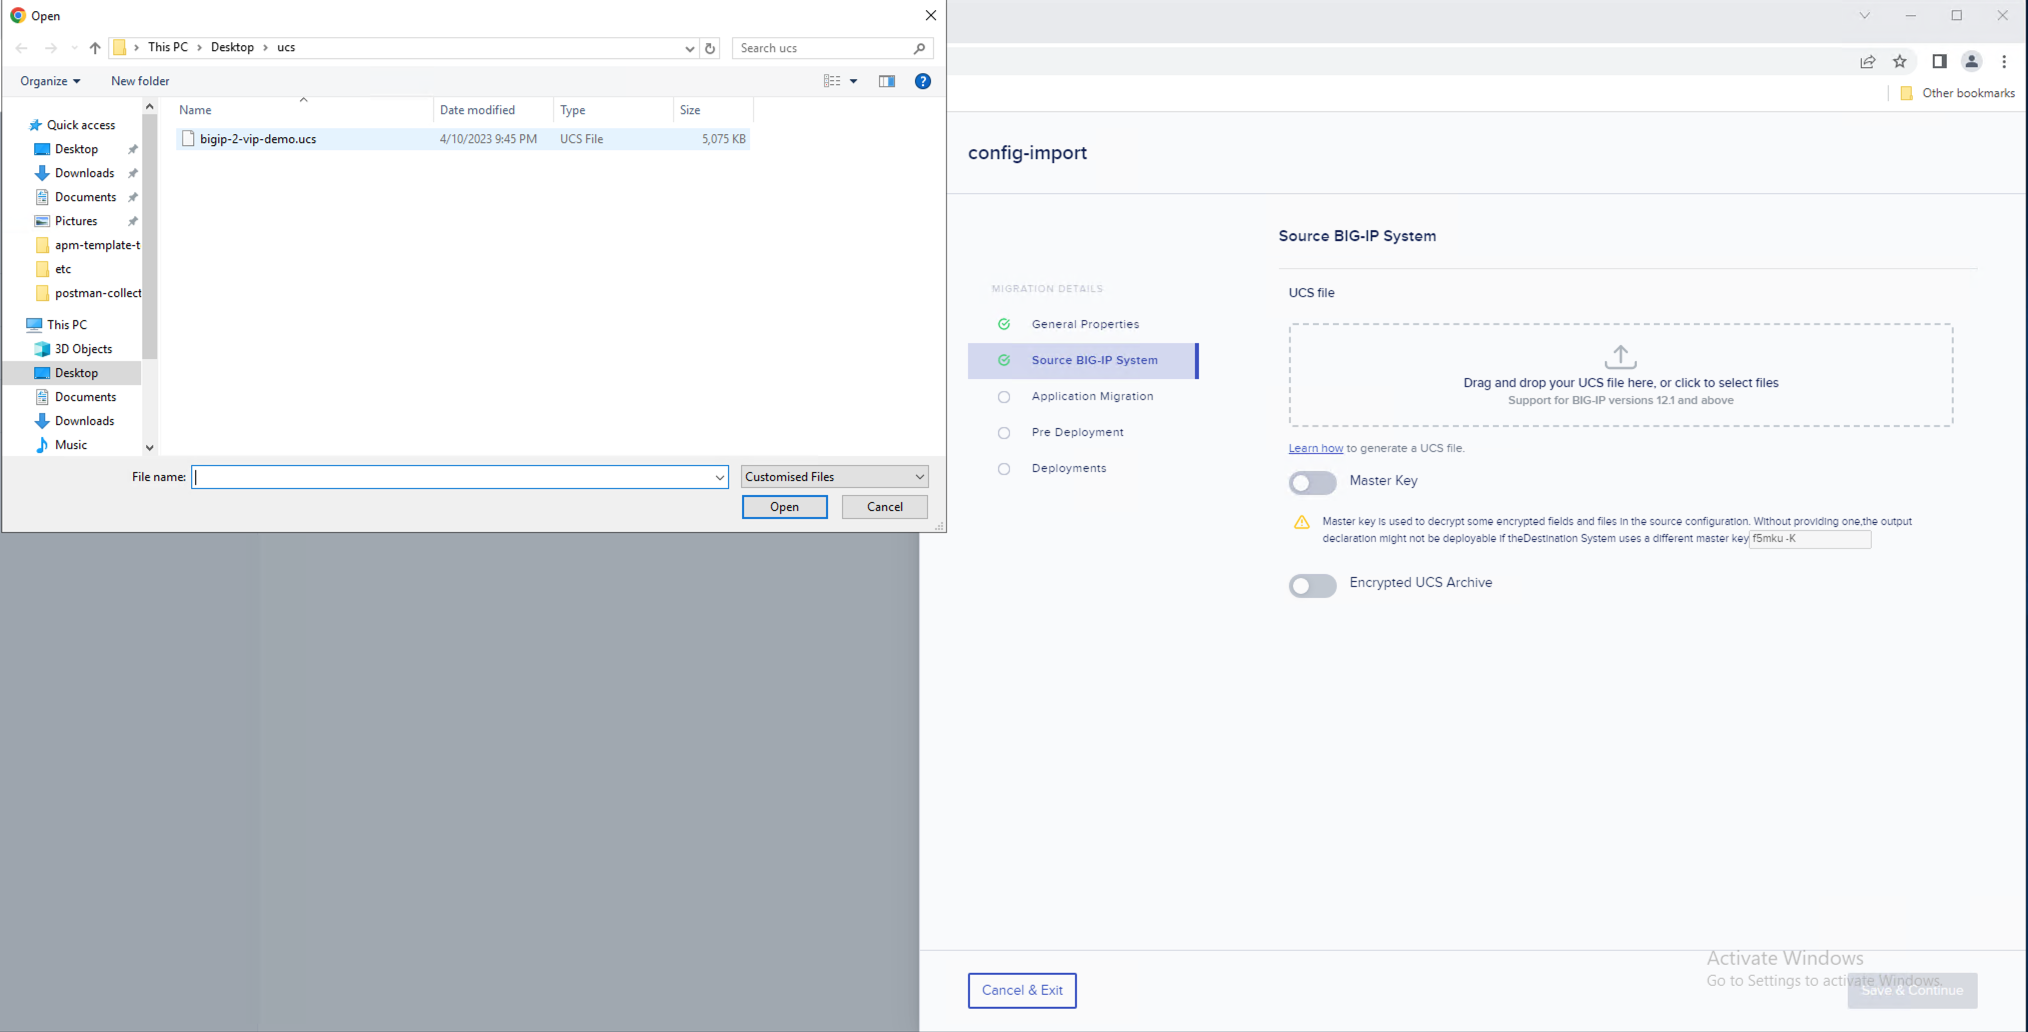 Open
This PC > Desktop > ucs
Search ucs
Organize
New folder
Name
Date modified
Type
Size
bigip-2-vip-demo.ucs
4/10/2023 9:45 PM
UCS File
5,075 KB
Quick access
Desktop
Downloads
Documents
Pictures
apm-template-t
etc
postman-collect
This PC
3D Objects
Desktop
Documents
Downloads
Music
File name:
Customised Files
Open
Cancel
Other bookmarks
config-import
MIGRATION DETAILS
General Properties
Source BIG-IP System
Application Migration
Pre Deployment
Deployments
Source BIG-IP System
UCS file
Drag and drop your UCS file here, or click to select files
Support for BIG-IP versions 12.1 and above
Learn how to generate a UCS file.
Master Key
Master key is used to decrypt some encrypted fields and files in the source configuration. Without providing one,the output
declaration might not be deployable if theDestination System uses a different master key f5mku -K
Encrypted UCS Archive
Cancel & Exit
Activate Windows
Go to Settings to activate Windows.
Save & Continue